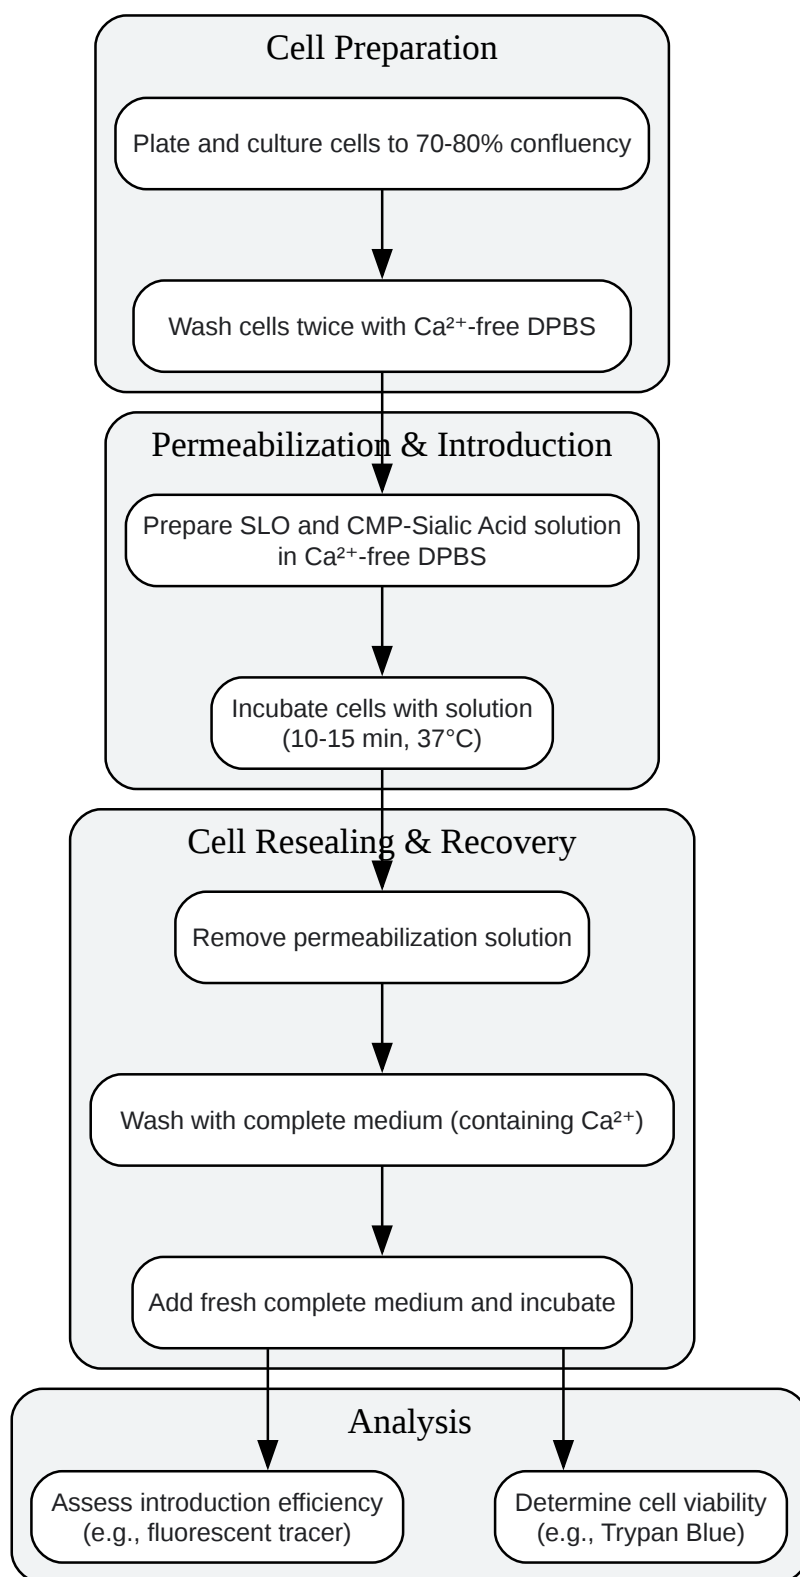 Cell Preparation
Plate and culture cells to 70-80% confluency
Wash cells twice with Ca²⁺-free DPBS
Permeabilization & Introduction
Prepare SLO and CMP-Sialic Acid solution
in Ca²⁺-free DPBS
Incubate cells with solution
(10-15 min, 37°C)
Cell Resealing & Recovery
Remove permeabilization solution
Wash with complete medium (containing Ca²⁺)
Add fresh complete medium and incubate
Analysis
Assess introduction efficiency
(e.g., fluorescent tracer)
Determine cell viability
(e.g., Trypan Blue)